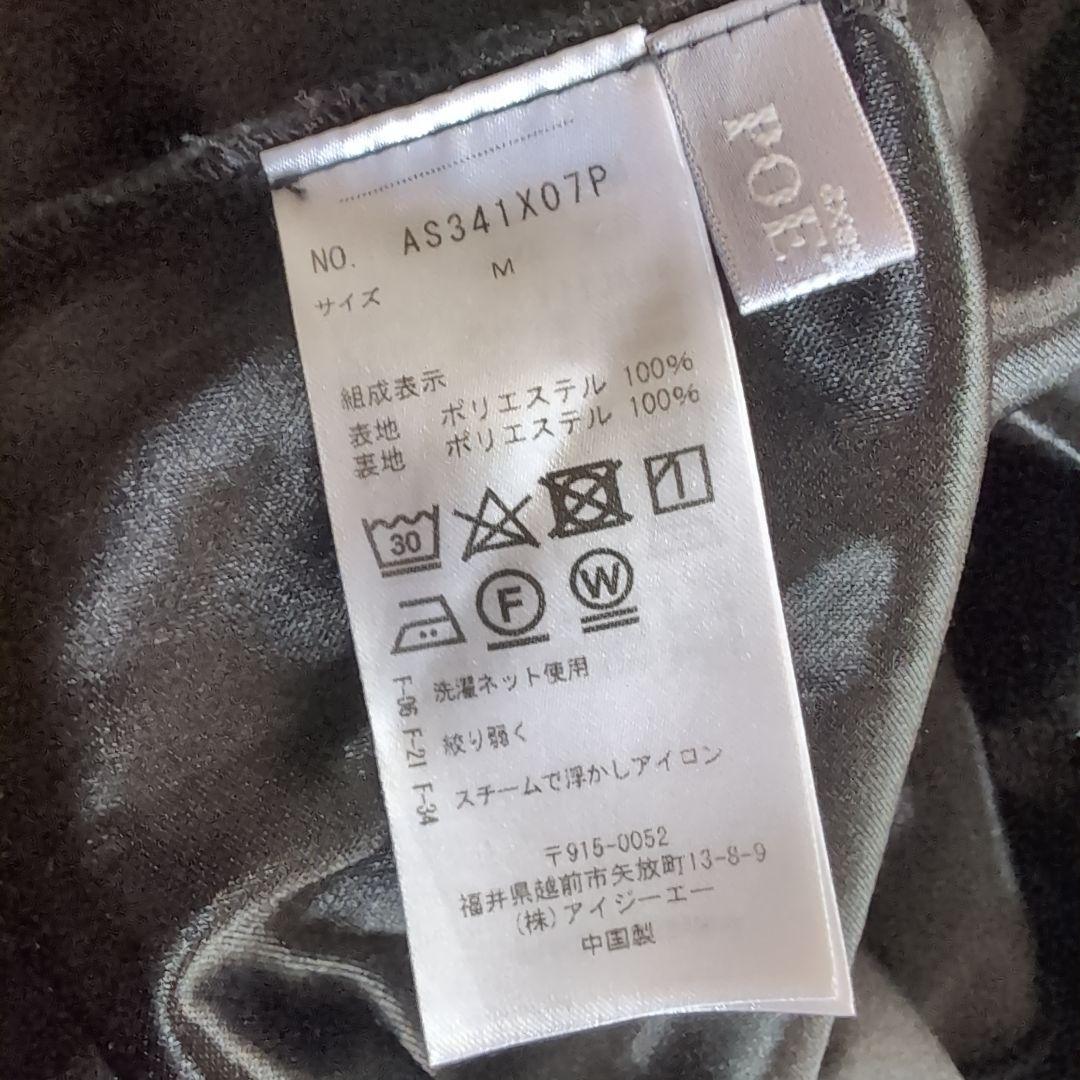 NO. AS341X07P
サイズ M
組成表示
表地 ポリエステル 100%
裏地 ポリエステル 100%
30
F W
F-06 洗濯ネット使用
F-21 絞り弱く
F-34 スチームで浮かしアイロン
〒915-0052
福井県越前市矢放町13-8-9
(株)アイジーエー
中国製
POE.